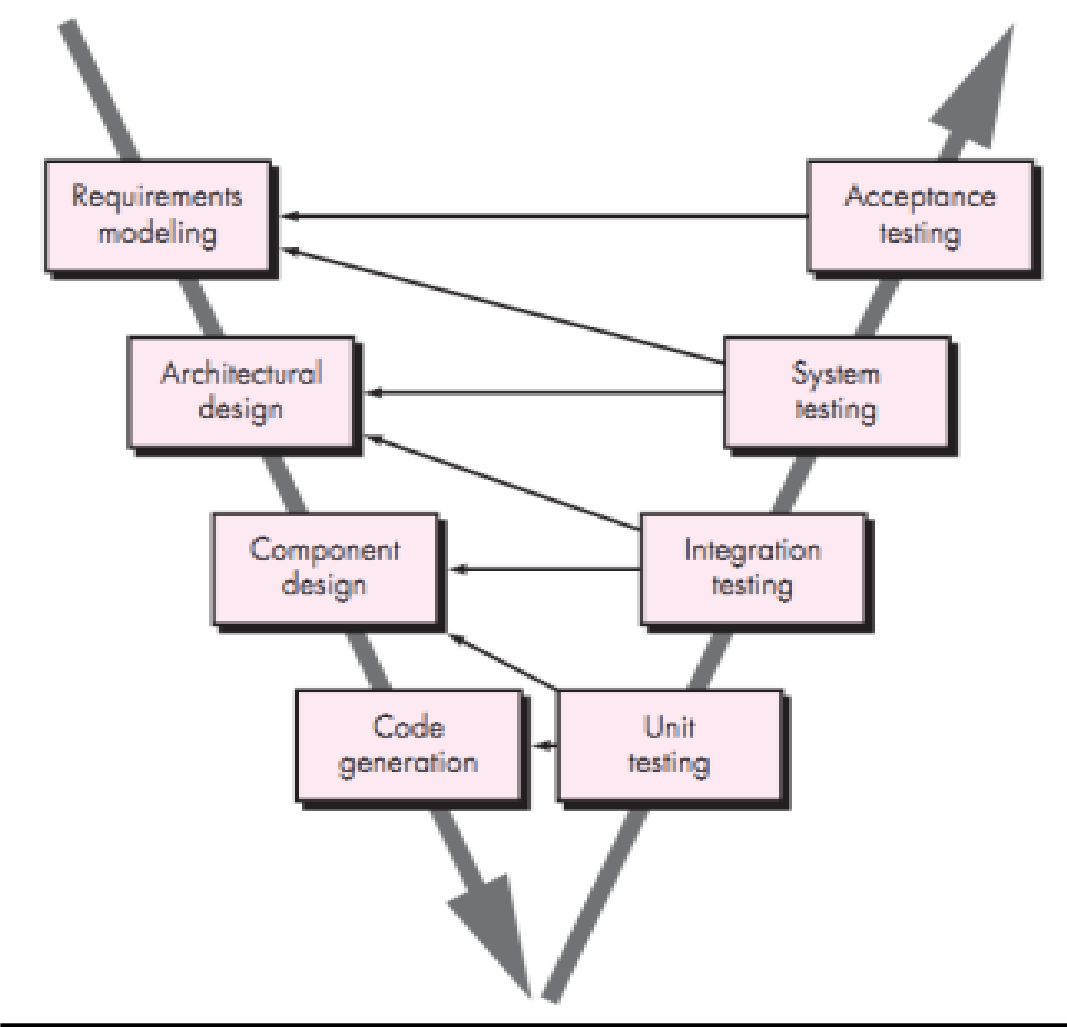 Requirements
modeling
Acceptance
testing
Architectural
design
System
testing
Component
design
Integration
testing
Code
generation
Unit
testing